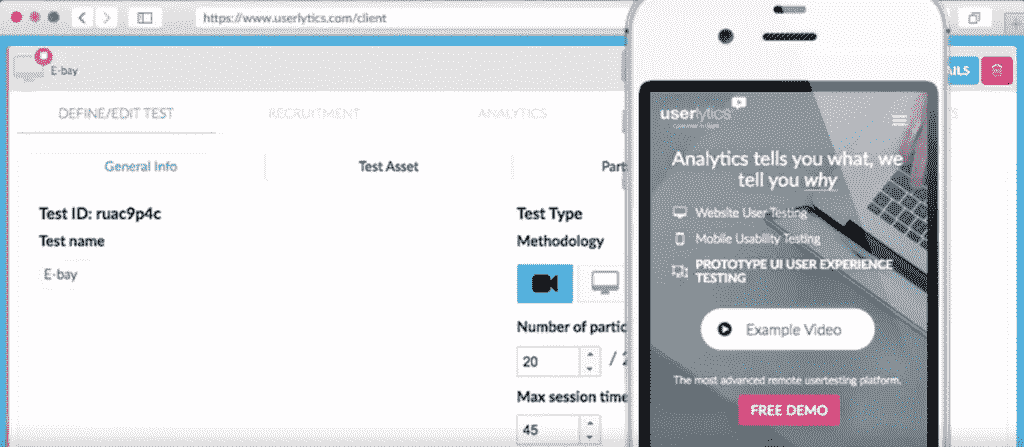 https://www.userlytics.com/client
E-bay
AILS
DEFINE/EDIT TEST
RECRUITMENT
ANALYTICS
General Info
Test Asset
Test ID: ruac9p4c
Test name
E-bay
Test Type
Methodology
Number of partic
20 / 2
Max session time
45
userlytics
Analytics tells you what, we
tell you why
Website User Testing
Mobile Usability Testing
PROTOTYPE UI USER EXPERIENCE
TESTING
Example Video
The most advanced remote usertesting platform.
FREE DEMO